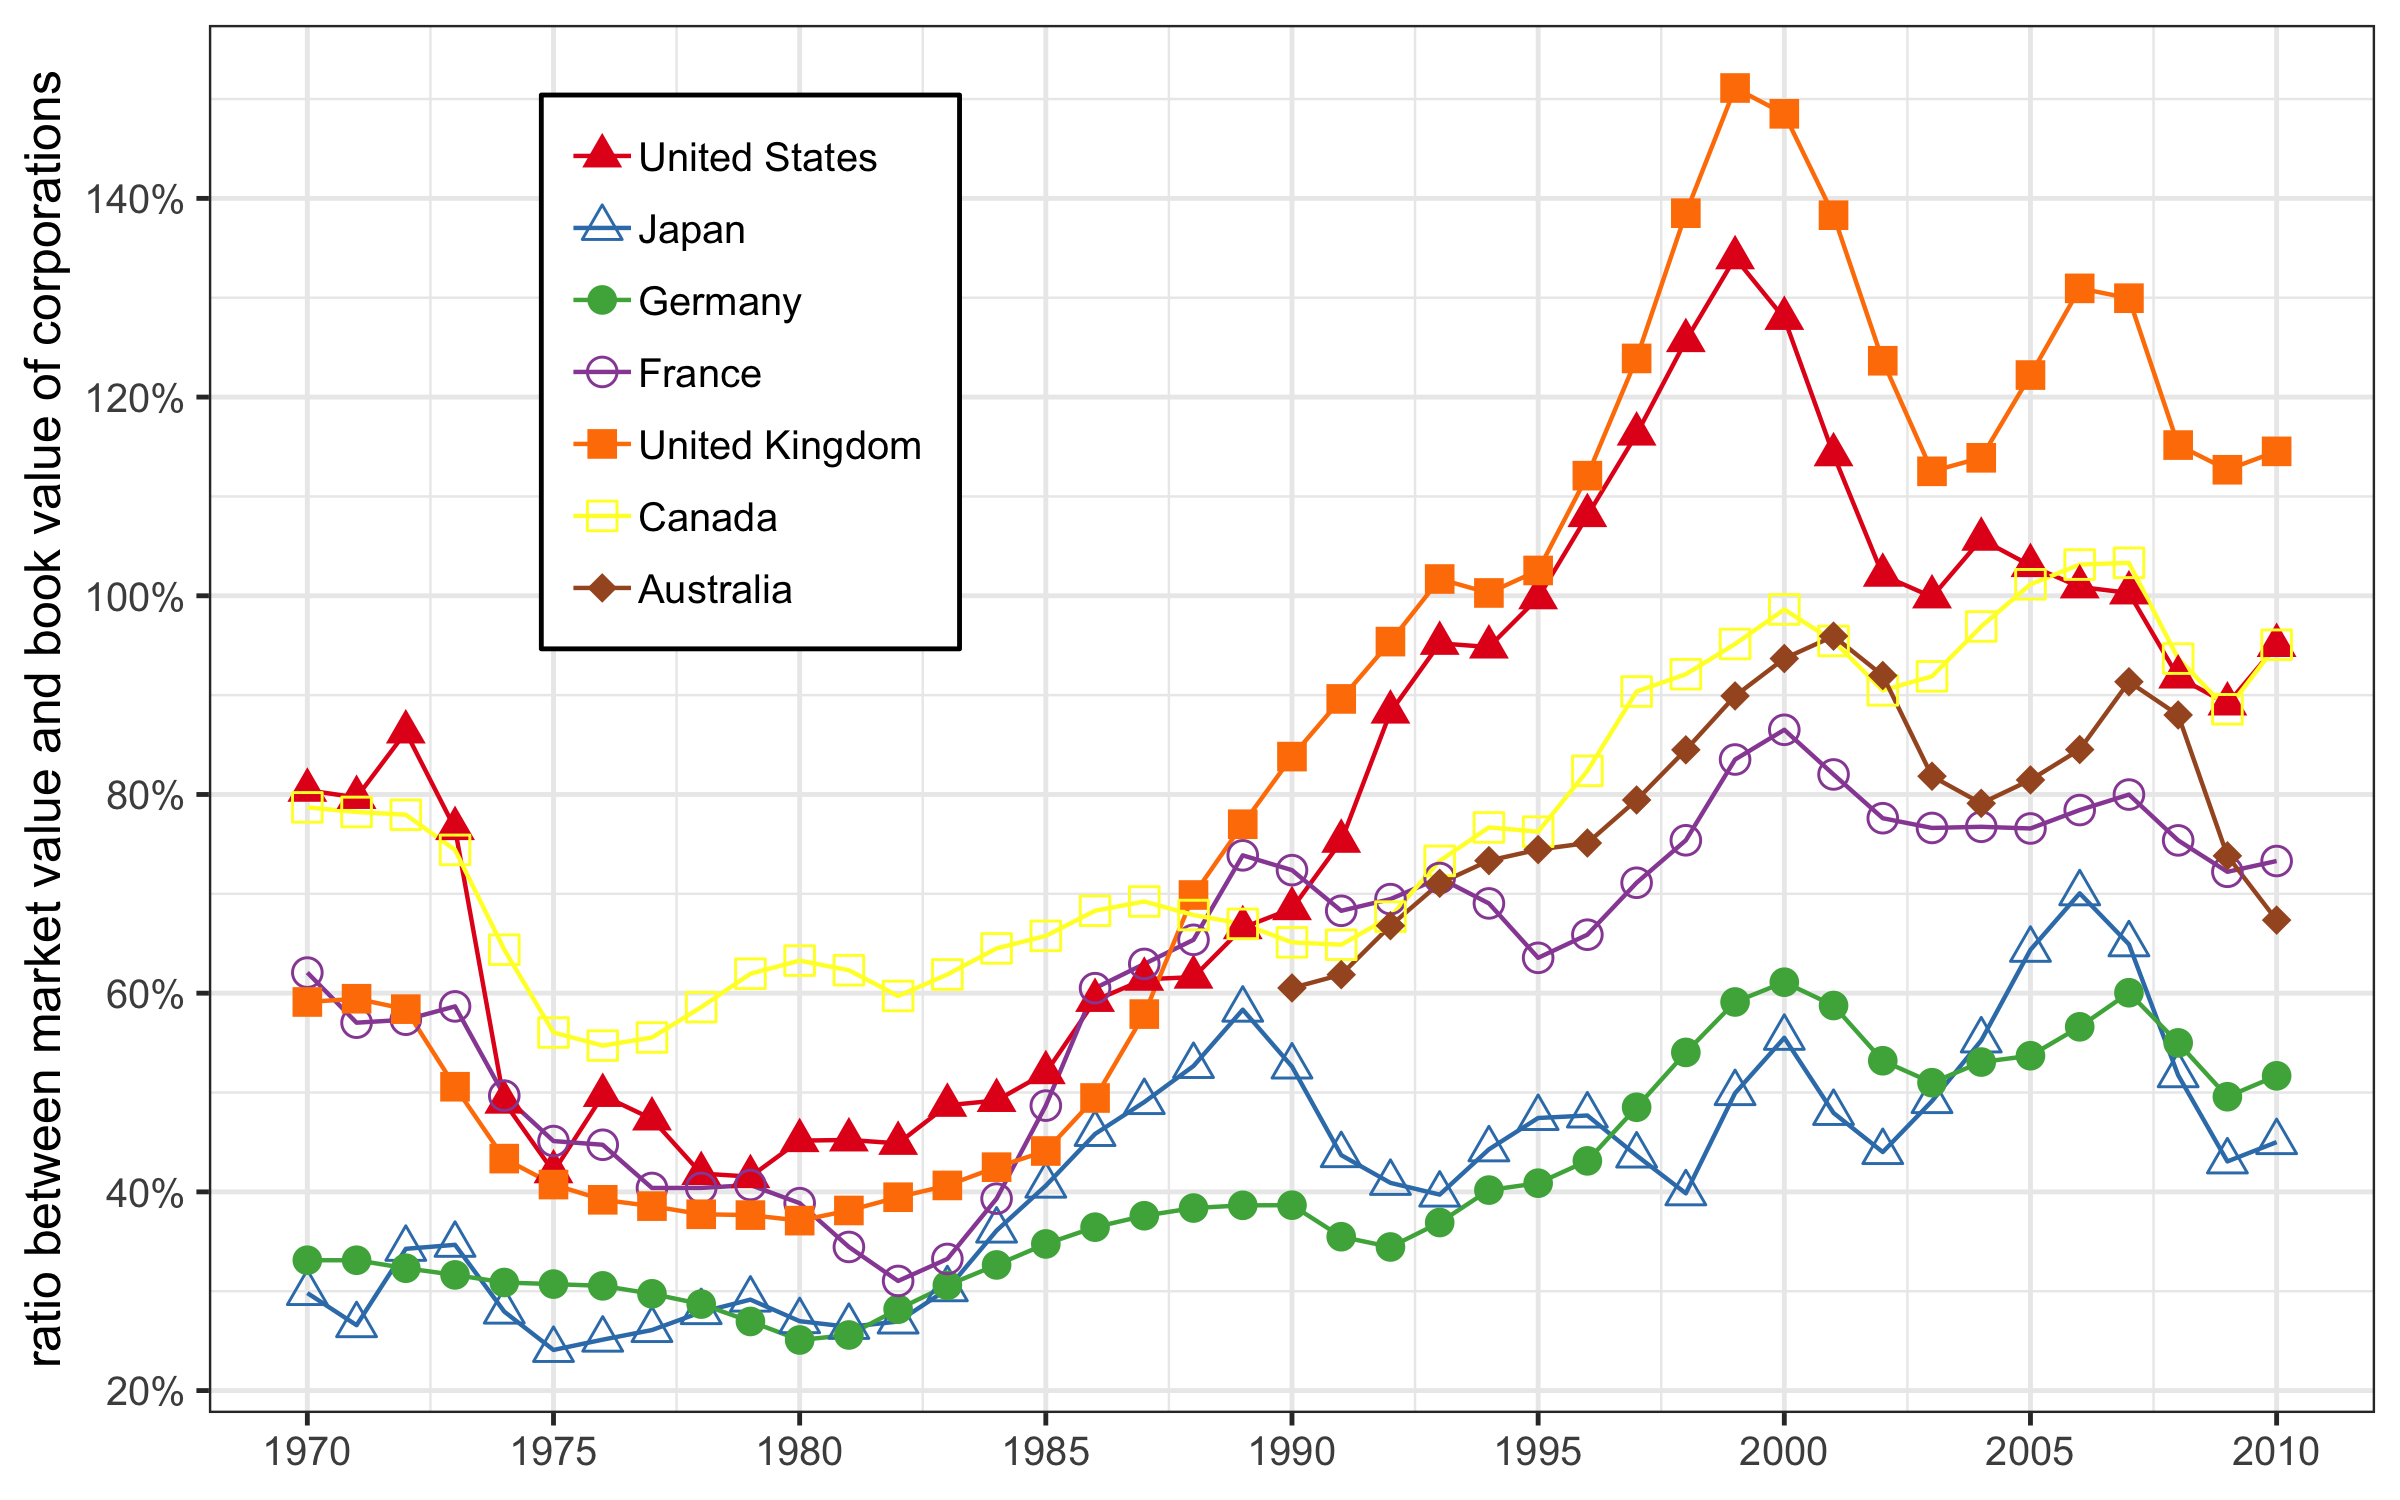 ratio between market value and book value of corporations
140%
120%
100%
80%
60%
40%
20%
United States
Japan
Germany
France
United Kingdom
Canada
Australia
1970 1975 1980 1985 1990 1995 2000 2005 2010